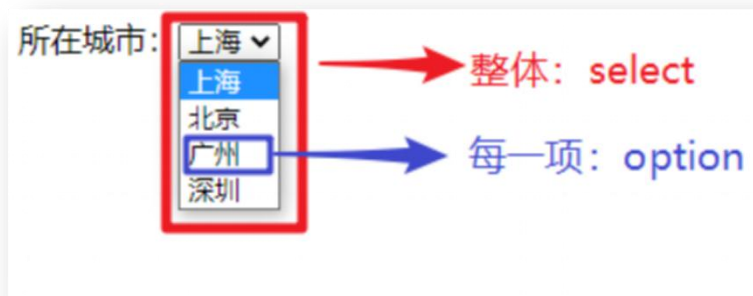 所在城市： 上海
上海
整体：select
北京
广州
每一项：option
深圳